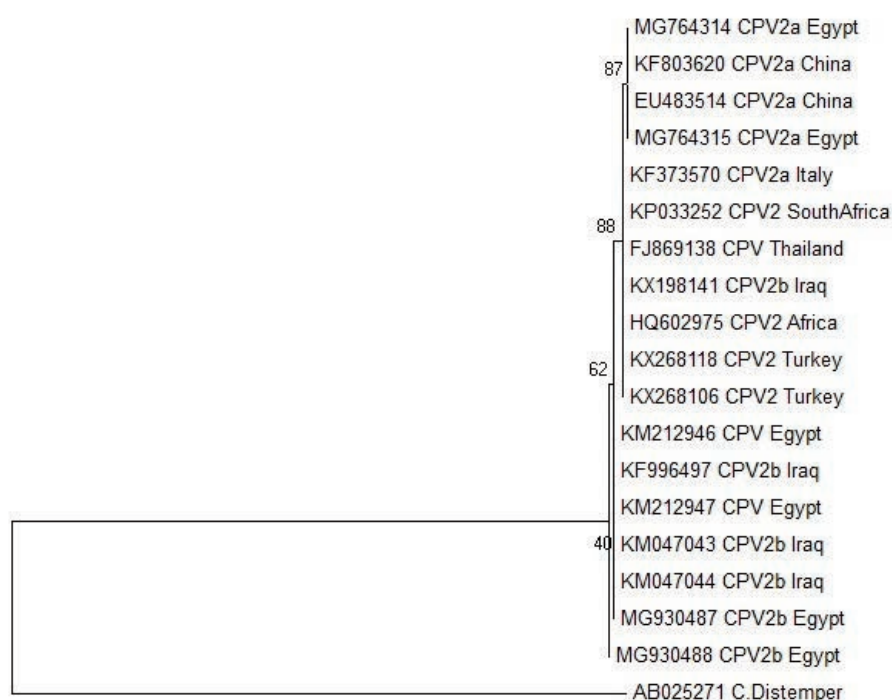 MG764314 CPV2a Egypt
87
KF803620 CPV2a China
EU483514 CPV2a China
MG764315 CPV2a Egypt
KF373570 CPV2a Italy
KP033252 CPV2 SouthAfrica
88
FJ869138 CPV Thailand
KX198141 CPV2b Iraq
HQ602975 CPV2 Africa
KX268118 CPV2 Turkey
62
KX268106 CPV2 Turkey
KM212946 CPV Egypt
KF996497 CPV2b Iraq
KM212947 CPV Egypt
40 KM047043 CPV2b Iraq
KM047044 CPV2b Iraq
MG930487 CPV2b Egypt
MG930488 CPV2b Egypt
AB025271 C.Distemper